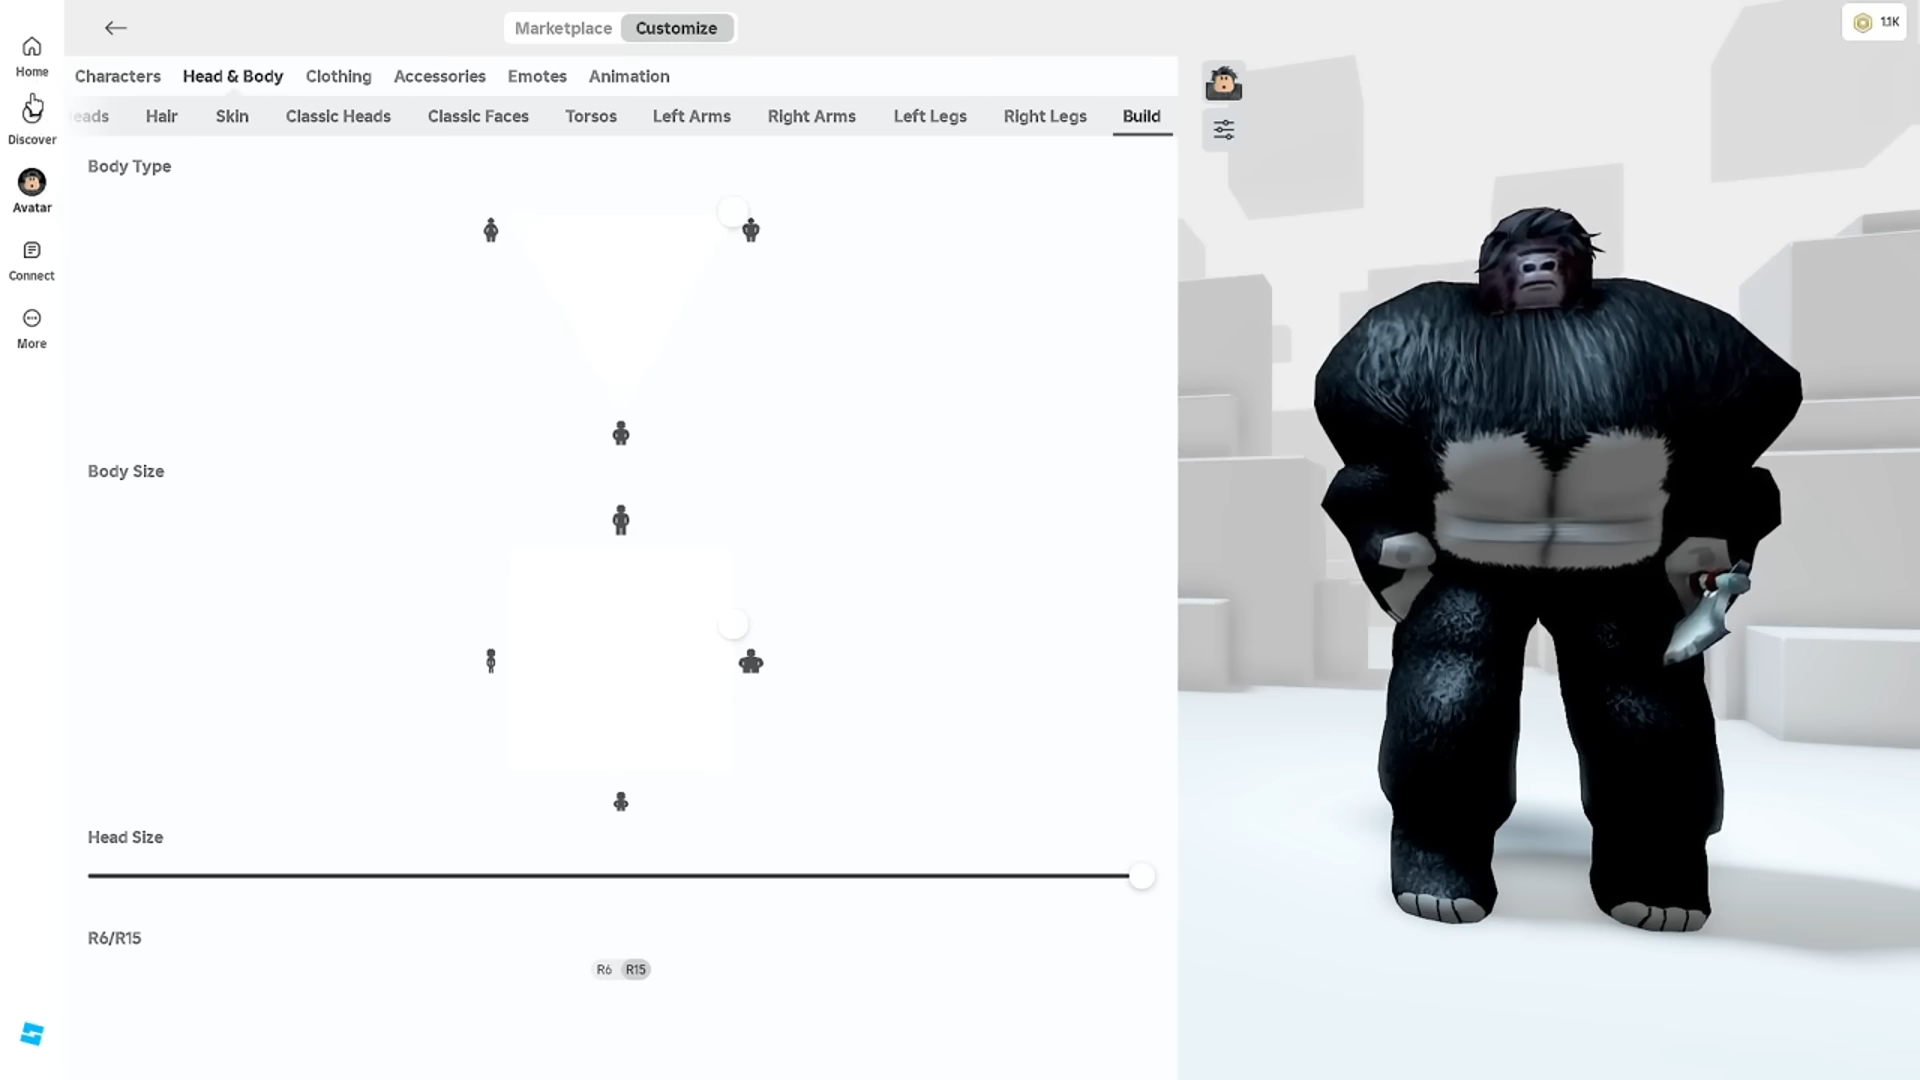 Marketplace Customize
11K
Home
Characters Head & Body Clothing Accessories Emotes Animation
eads Hair Skin Classic Heads Classic Faces Torsos Left Arms Right Arms Left Legs Right Legs Build
Discover
Body Type
Avatar
Connect
More
Body Size
Head Size
R6/R15
R6 R15